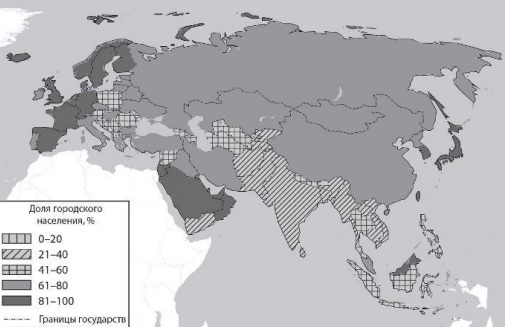 Доля городского
населения, %
0–20
21–40
41–60
61–80
81–100
Границы государств